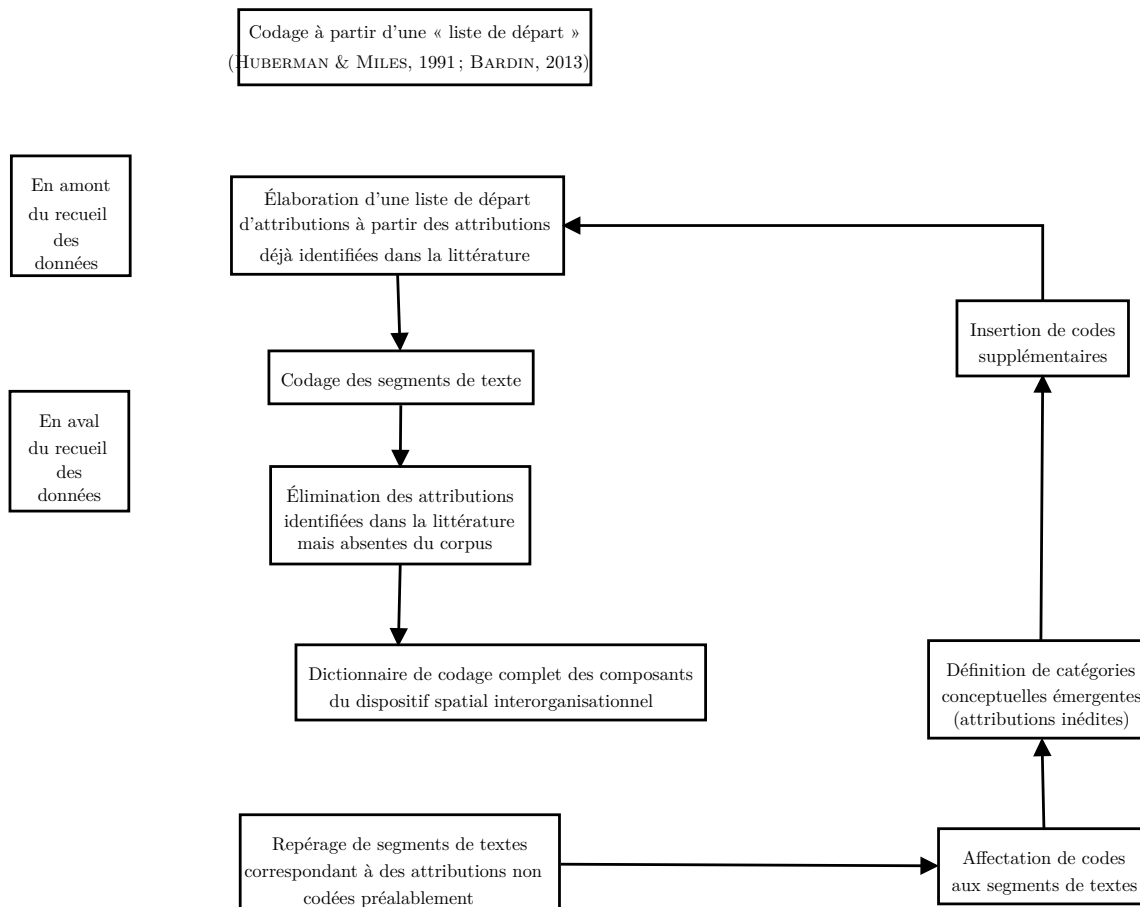 Codage à partir d'une « liste de départ »
(HUBERMAN & MILES, 1991 ; BARDIN, 2013)
En amont
du recueil
des
données
Élaboration d'une liste de départ
d'attributions à partir des attributions
déjà identifiées dans la littérature
Insertion de codes
supplémentaires
Codage des segments de texte
En aval
du recueil
des
données
Élimination des attributions
identifiées dans la littérature
mais absentes du corpus
Dictionnaire de codage complet des composants
du dispositif spatial interorganisationnel
Définition de catégories
conceptuelles émergentes
(attributions inédites)
Repérage de segments de textes
correspondant à des attributions non
codées préalablement
Affectation de codes
aux segments de textes